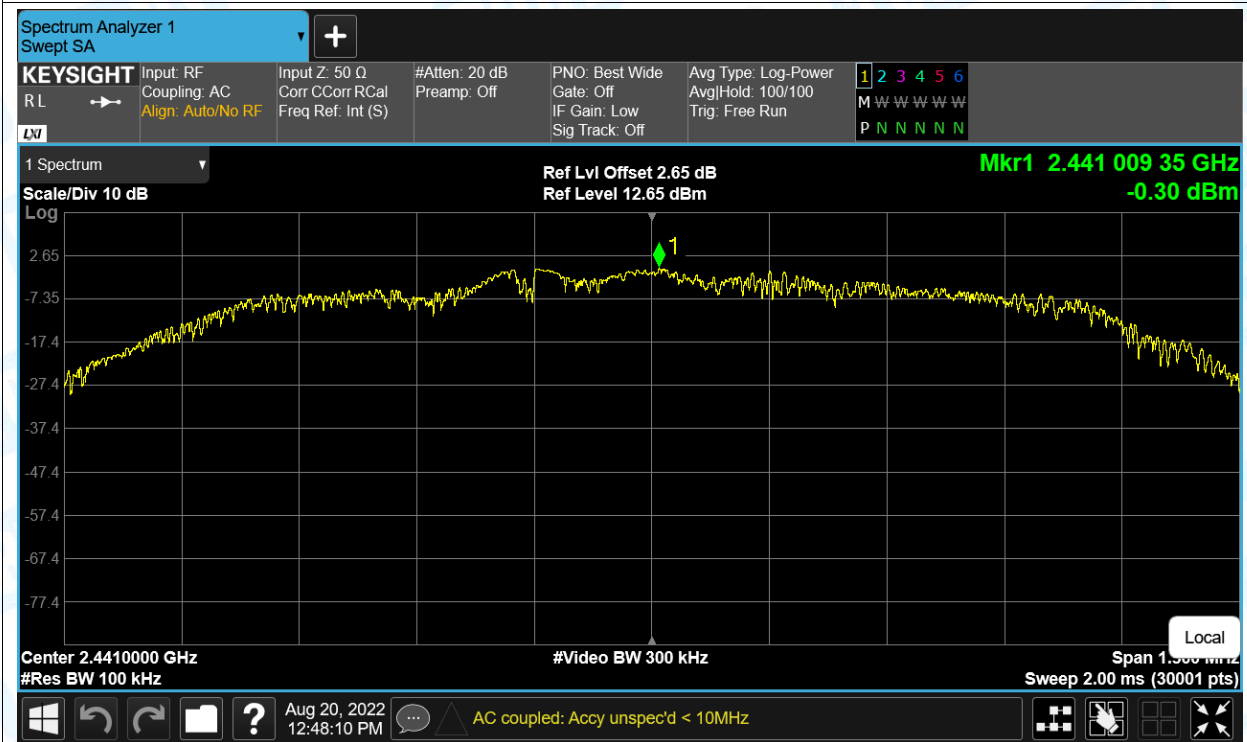 Spectrum Analyzer 1
Swept SA
KEYSIGHT
R L
LXI
Input: RF
Coupling: AC
Align: Auto/No RF
Input Z: 50 Ω
Corr CCorr RCal
Freq Ref: Int (S)
#Atten: 20 dB
Preamp: Off
PNO: Best Wide
Gate: Off
IF Gain: Low
Sig Track: Off
Avg Type: Log-Power
Avg|Hold: 100/100
Trig: Free Run
1 2 3 4 5 6
M W W W W W
P N N N N N
1 Spectrum
Scale/Div 10 dB
Log
Ref Lvl Offset 2.65 dB
Ref Level 12.65 dBm
Mkr1 2.441 009 35 GHz
-0.30 dBm
1
2.65
-7.35
-17.4
-27.4
-37.4
-47.4
-57.4
-67.4
-77.4
Local
Center 2.4410000 GHz
#Video BW 300 kHz
Span
#Res BW 100 kHz
Sweep 2.00 ms (30001 pts)
?
Aug 20, 2022
12:48:10 PM
AC coupled: Accy unspec'd < 10MHz